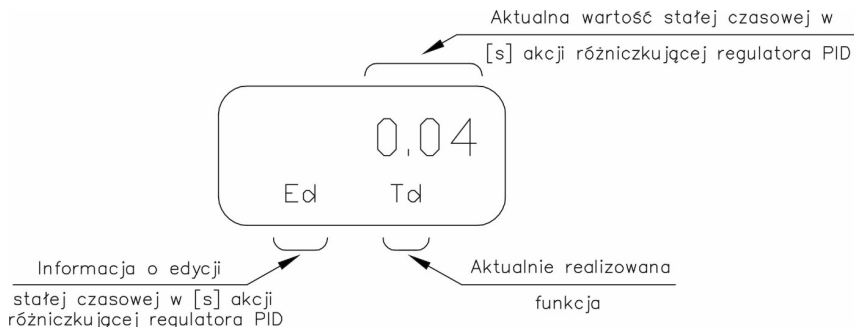 Aktualna wartość stałej czasowej w
[s] akcji różniczkującej regulatora PID
0.04
Ed Td
Informacja o edycji
stałej czasowej w [s] akcji
różniczkującej regulatora PID
Aktualnie realizowana
funkcja